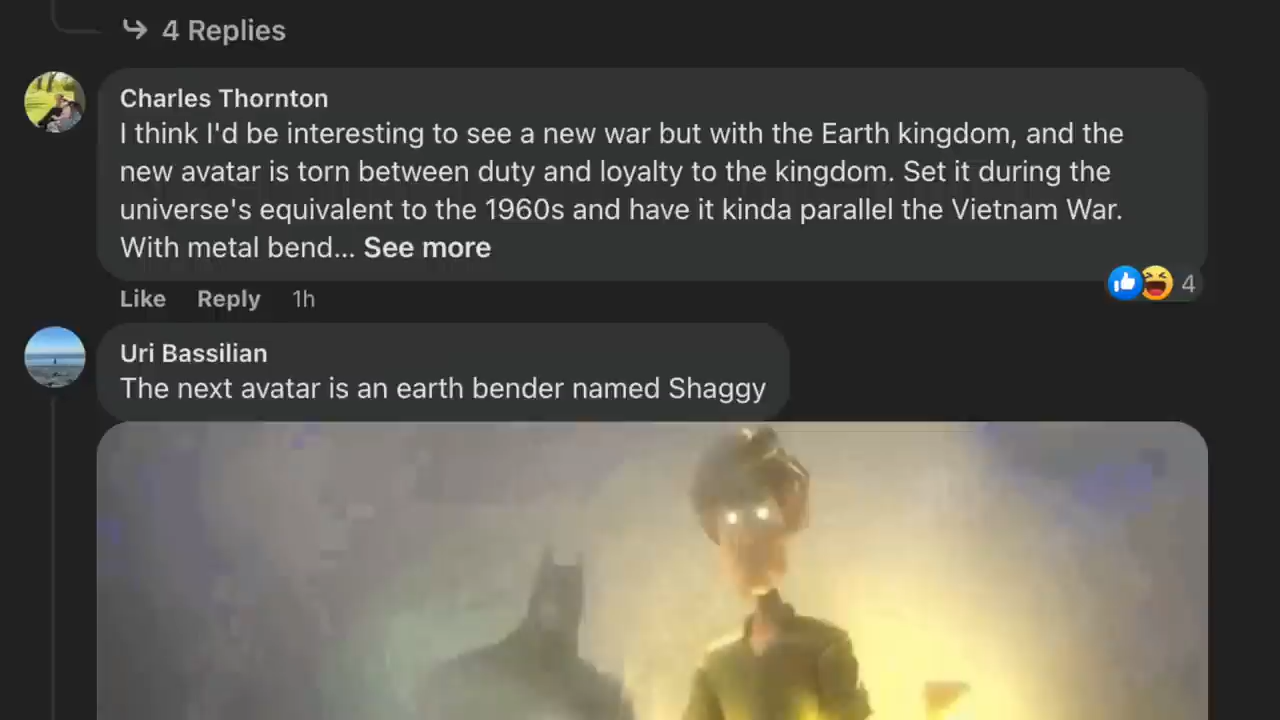 4 Replies
Charles Thornton
I think I'd be interesting to see a new war but with the Earth kingdom, and the
new avatar is torn between duty and loyalty to the kingdom. Set it during the
universe's equivalent to the 1960s and have it kinda parallel the Vietnam War.
With metal bend... See more
Like Reply 1h
4
Uri Bassilian
The next avatar is an earth bender named Shaggy